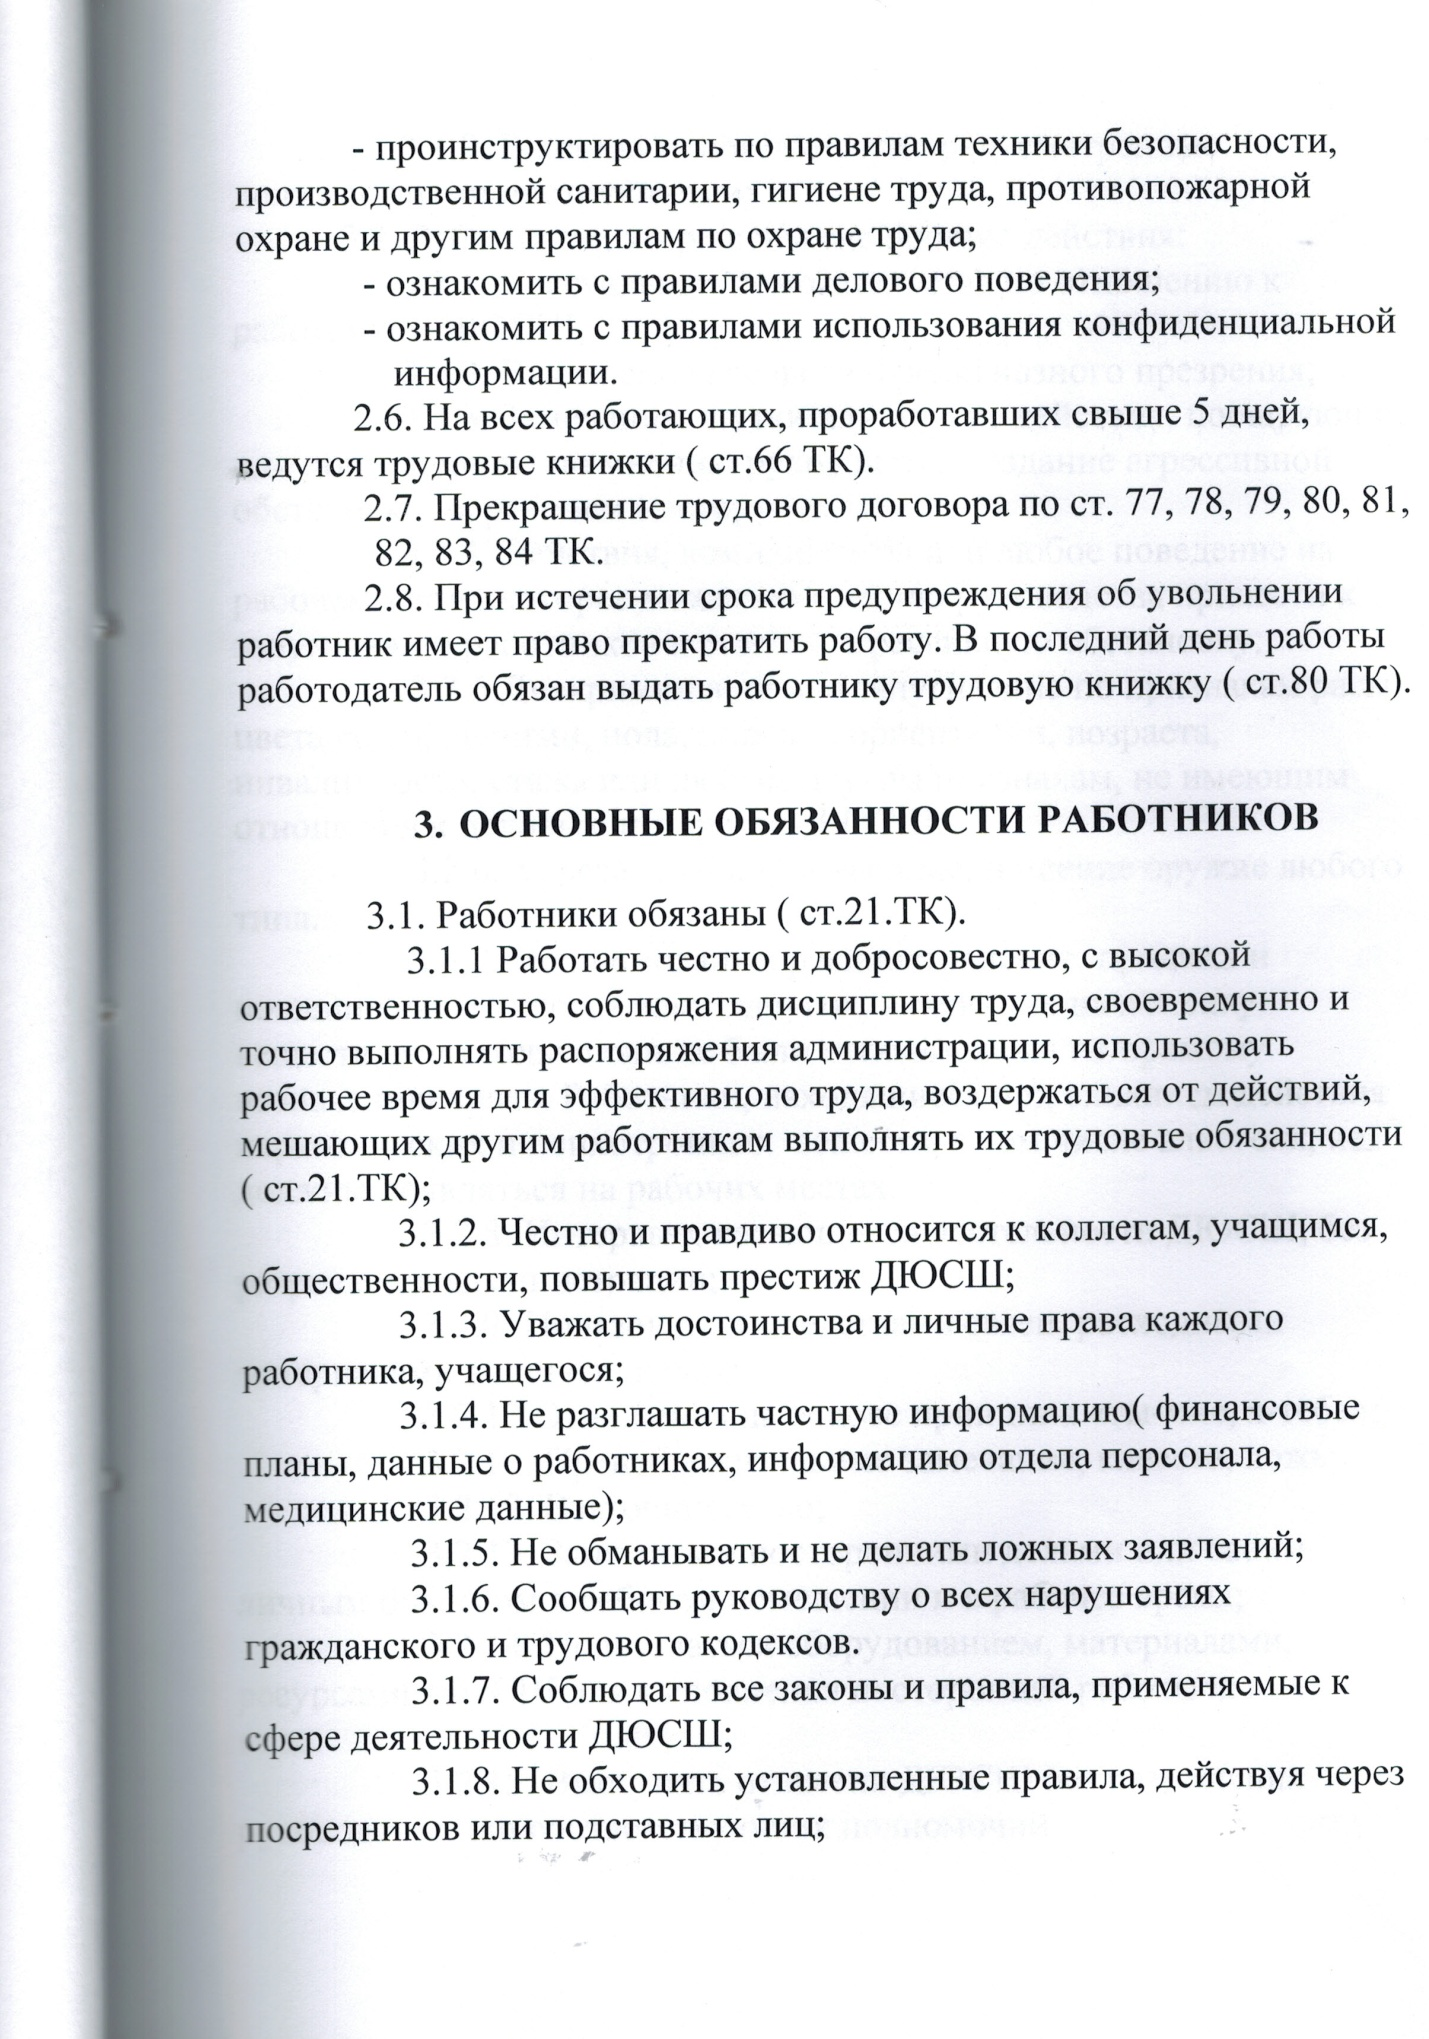 - проинструктировать по правилам техники безопасности,
производственной санитарии, гигиене труда, противопожарной
охране и другим правилам по охране труда;
- ознакомить с правилами делового поведения;
- ознакомить с правилами использования конфиденциальной
информации.
2.6. На всех работающих, проработавших свыше 5 дней,
ведутся трудовые книжки ( ст.66 ТК).
2.7. Прекращение трудового договора по ст. 77, 78, 79, 80, 81,
82, 83, 84 ТК.
2.8. При истечении срока предупреждения об увольнении
работник имеет право прекратить работу. В последний день работы
работодатель обязан выдать работнику трудовую книжку ( ст.80 ТК).
3. ОСНОВНЫЕ ОБЯЗАННОСТИ РАБОТНИКОВ
3.1. Работники обязаны ( ст.21.ТК).
3.1.1 Работать честно и добросовестно, с высокой
ответственностью, соблюдать дисциплину труда, своевременно и
точно выполнять распоряжения администрации, использовать
рабочее время для эффективного труда, воздержаться от действий,
мешающих другим работникам выполнять их трудовые обязанности
( ст.21.ТК);
3.1.2. Честно и правдиво относится к коллегам, учащимся,
общественности, повышать престиж ДЮСШ;
3.1.3. Уважать достоинства и личные права каждого
работника, учащегося;
3.1.4. Не разглашать частную информацию( финансовые
планы, данные о работниках, информацию отдела персонала,
медицинские данные);
3.1.5. Не обманывать и не делать ложных заявлений;
3.1.6. Сообщать руководству о всех нарушениях
гражданского и трудового кодексов.
3.1.7. Соблюдать все законы и правила, применяемые к
сфере деятельности ДЮСШ;
3.1.8. Не обходить установленные правила, действуя через
посредников или подставных лиц;